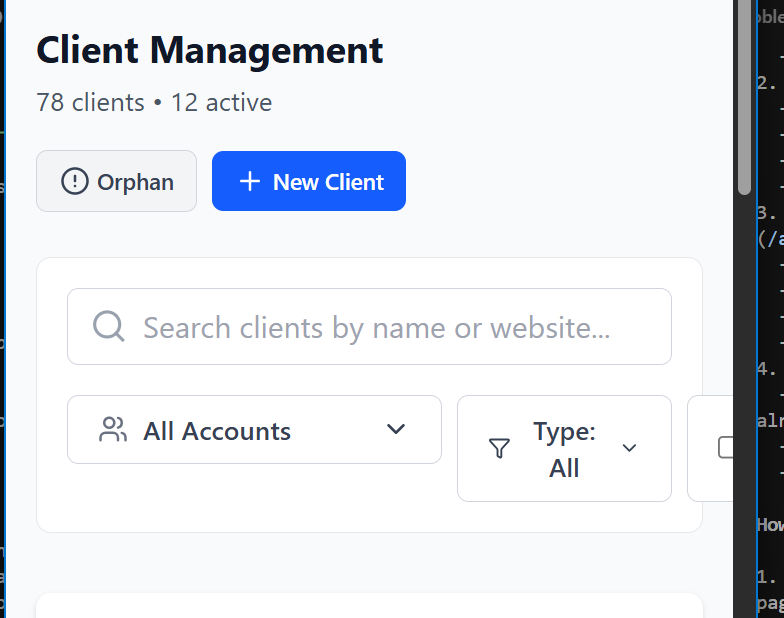 Client Management
78 clients • 12 active
Orphan
+ New Client
Search clients by name or website...
All Accounts
Type:
All
2.
3.
(/a
4.
alr
How
1.
pag